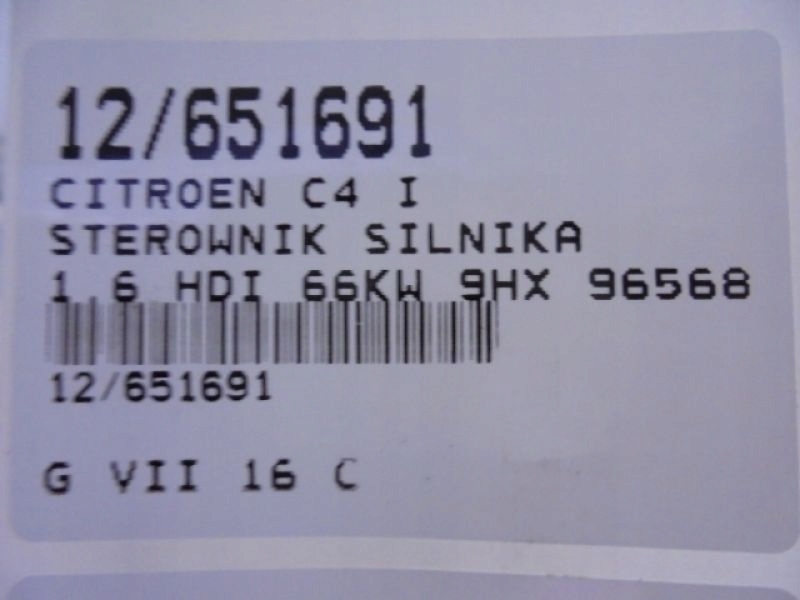 12/651691
CITROEN C4 I
STEROWNIK SILNIKA
1.6 HDI 66KW 9HX 96568
12/651691
G VII 16 C